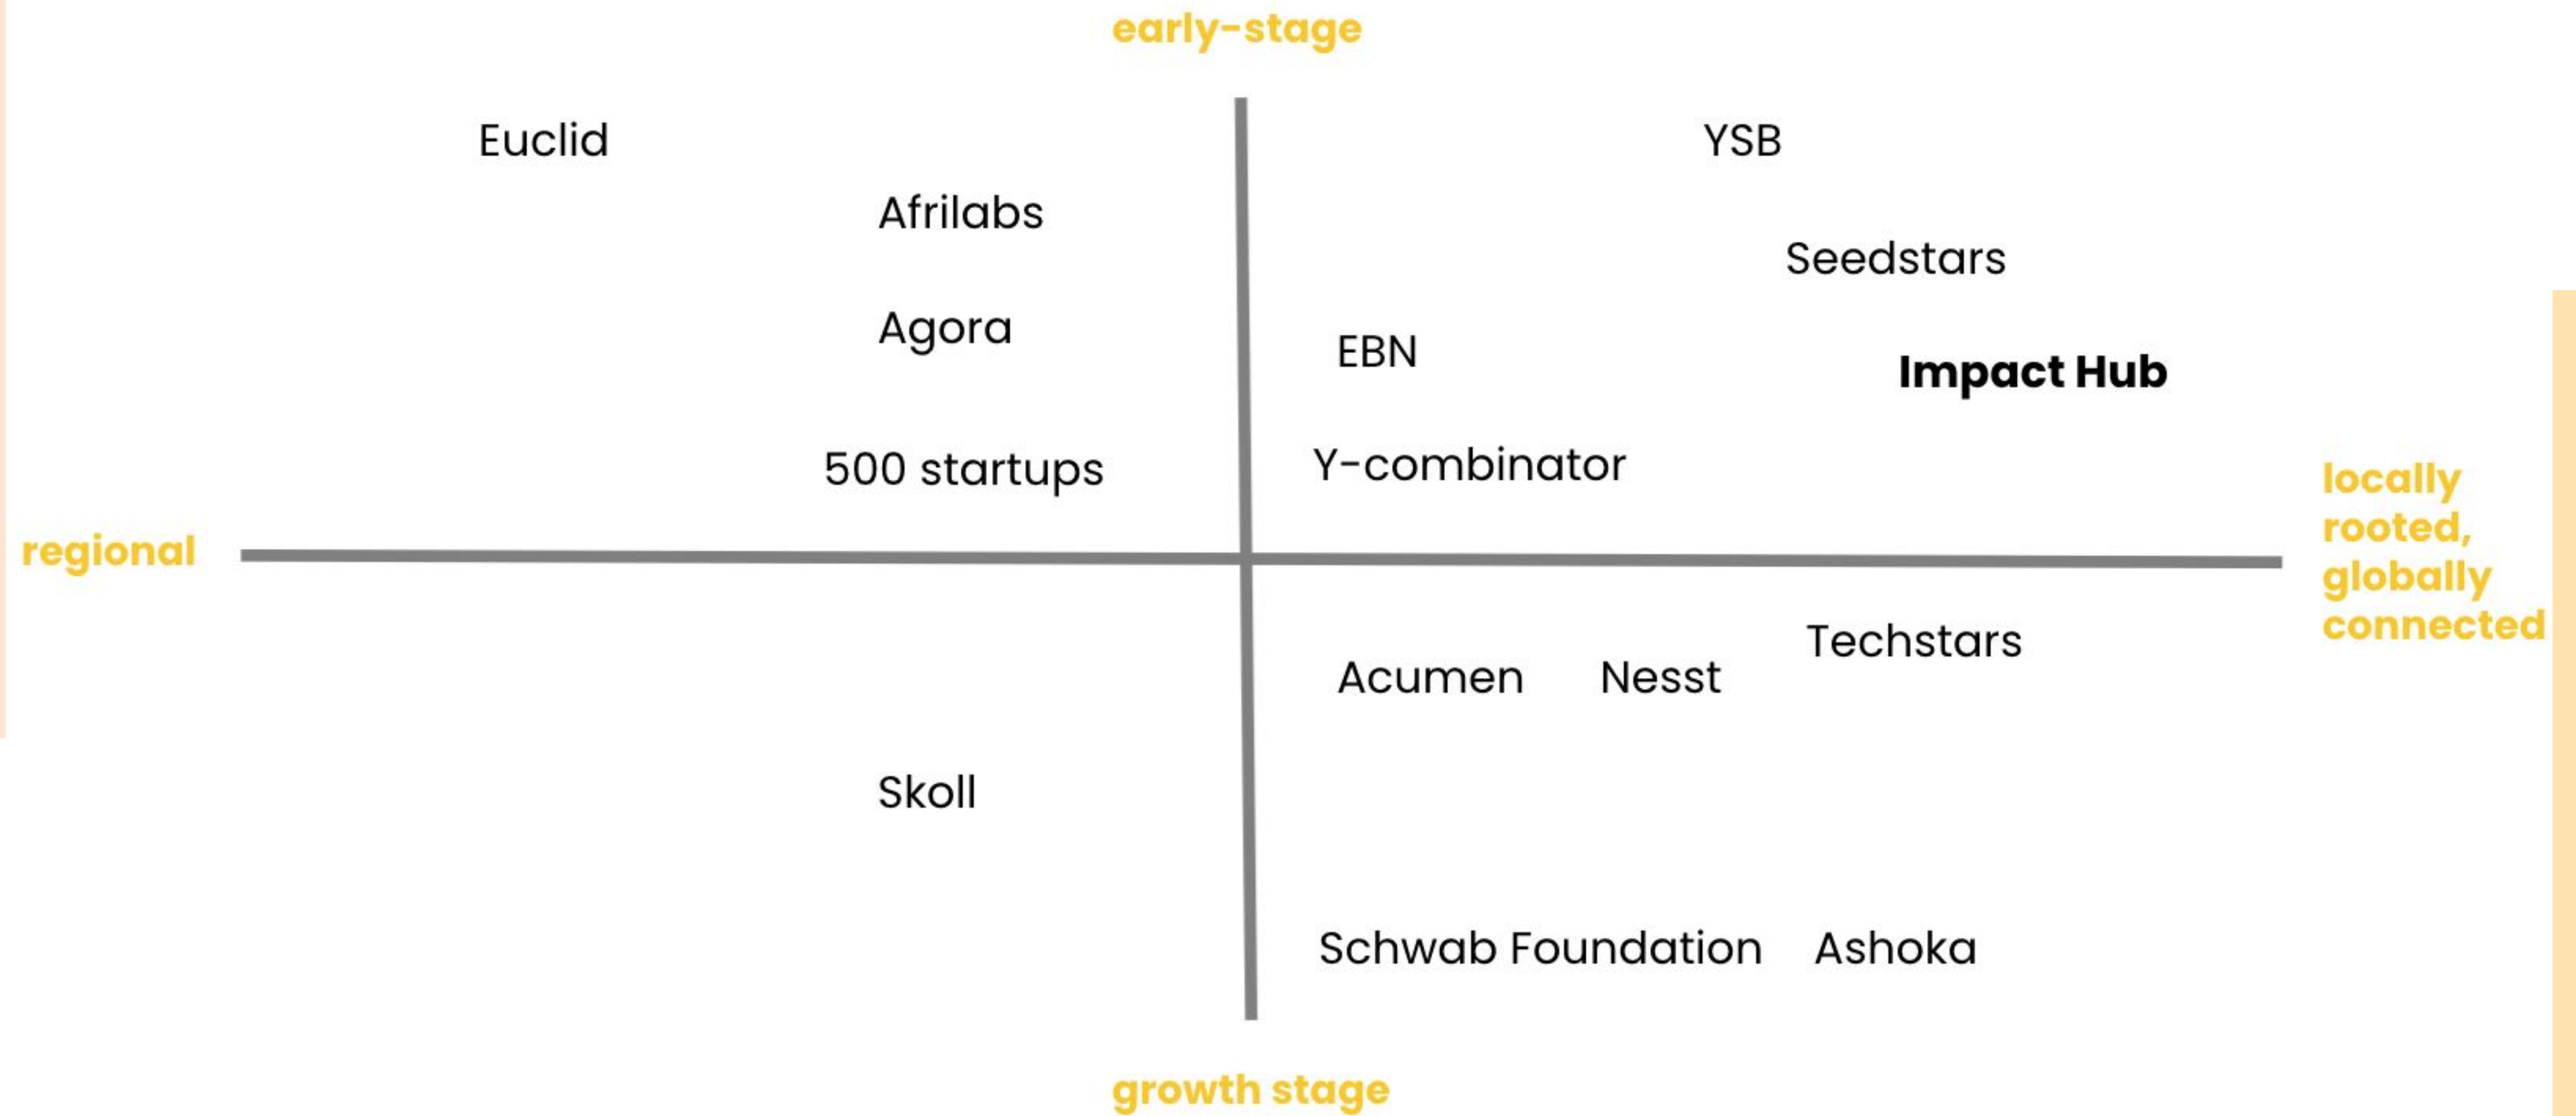 early-stage
Euclid
YSB
Afrilabs
Seedstars
Agora
EBN
Impact Hub
500 startups
Y-combinator
regional
locally
rooted,
globally
connected
Techstars
Acumen
Nesst
Skoll
Schwab Foundation
Ashoka
growth stage